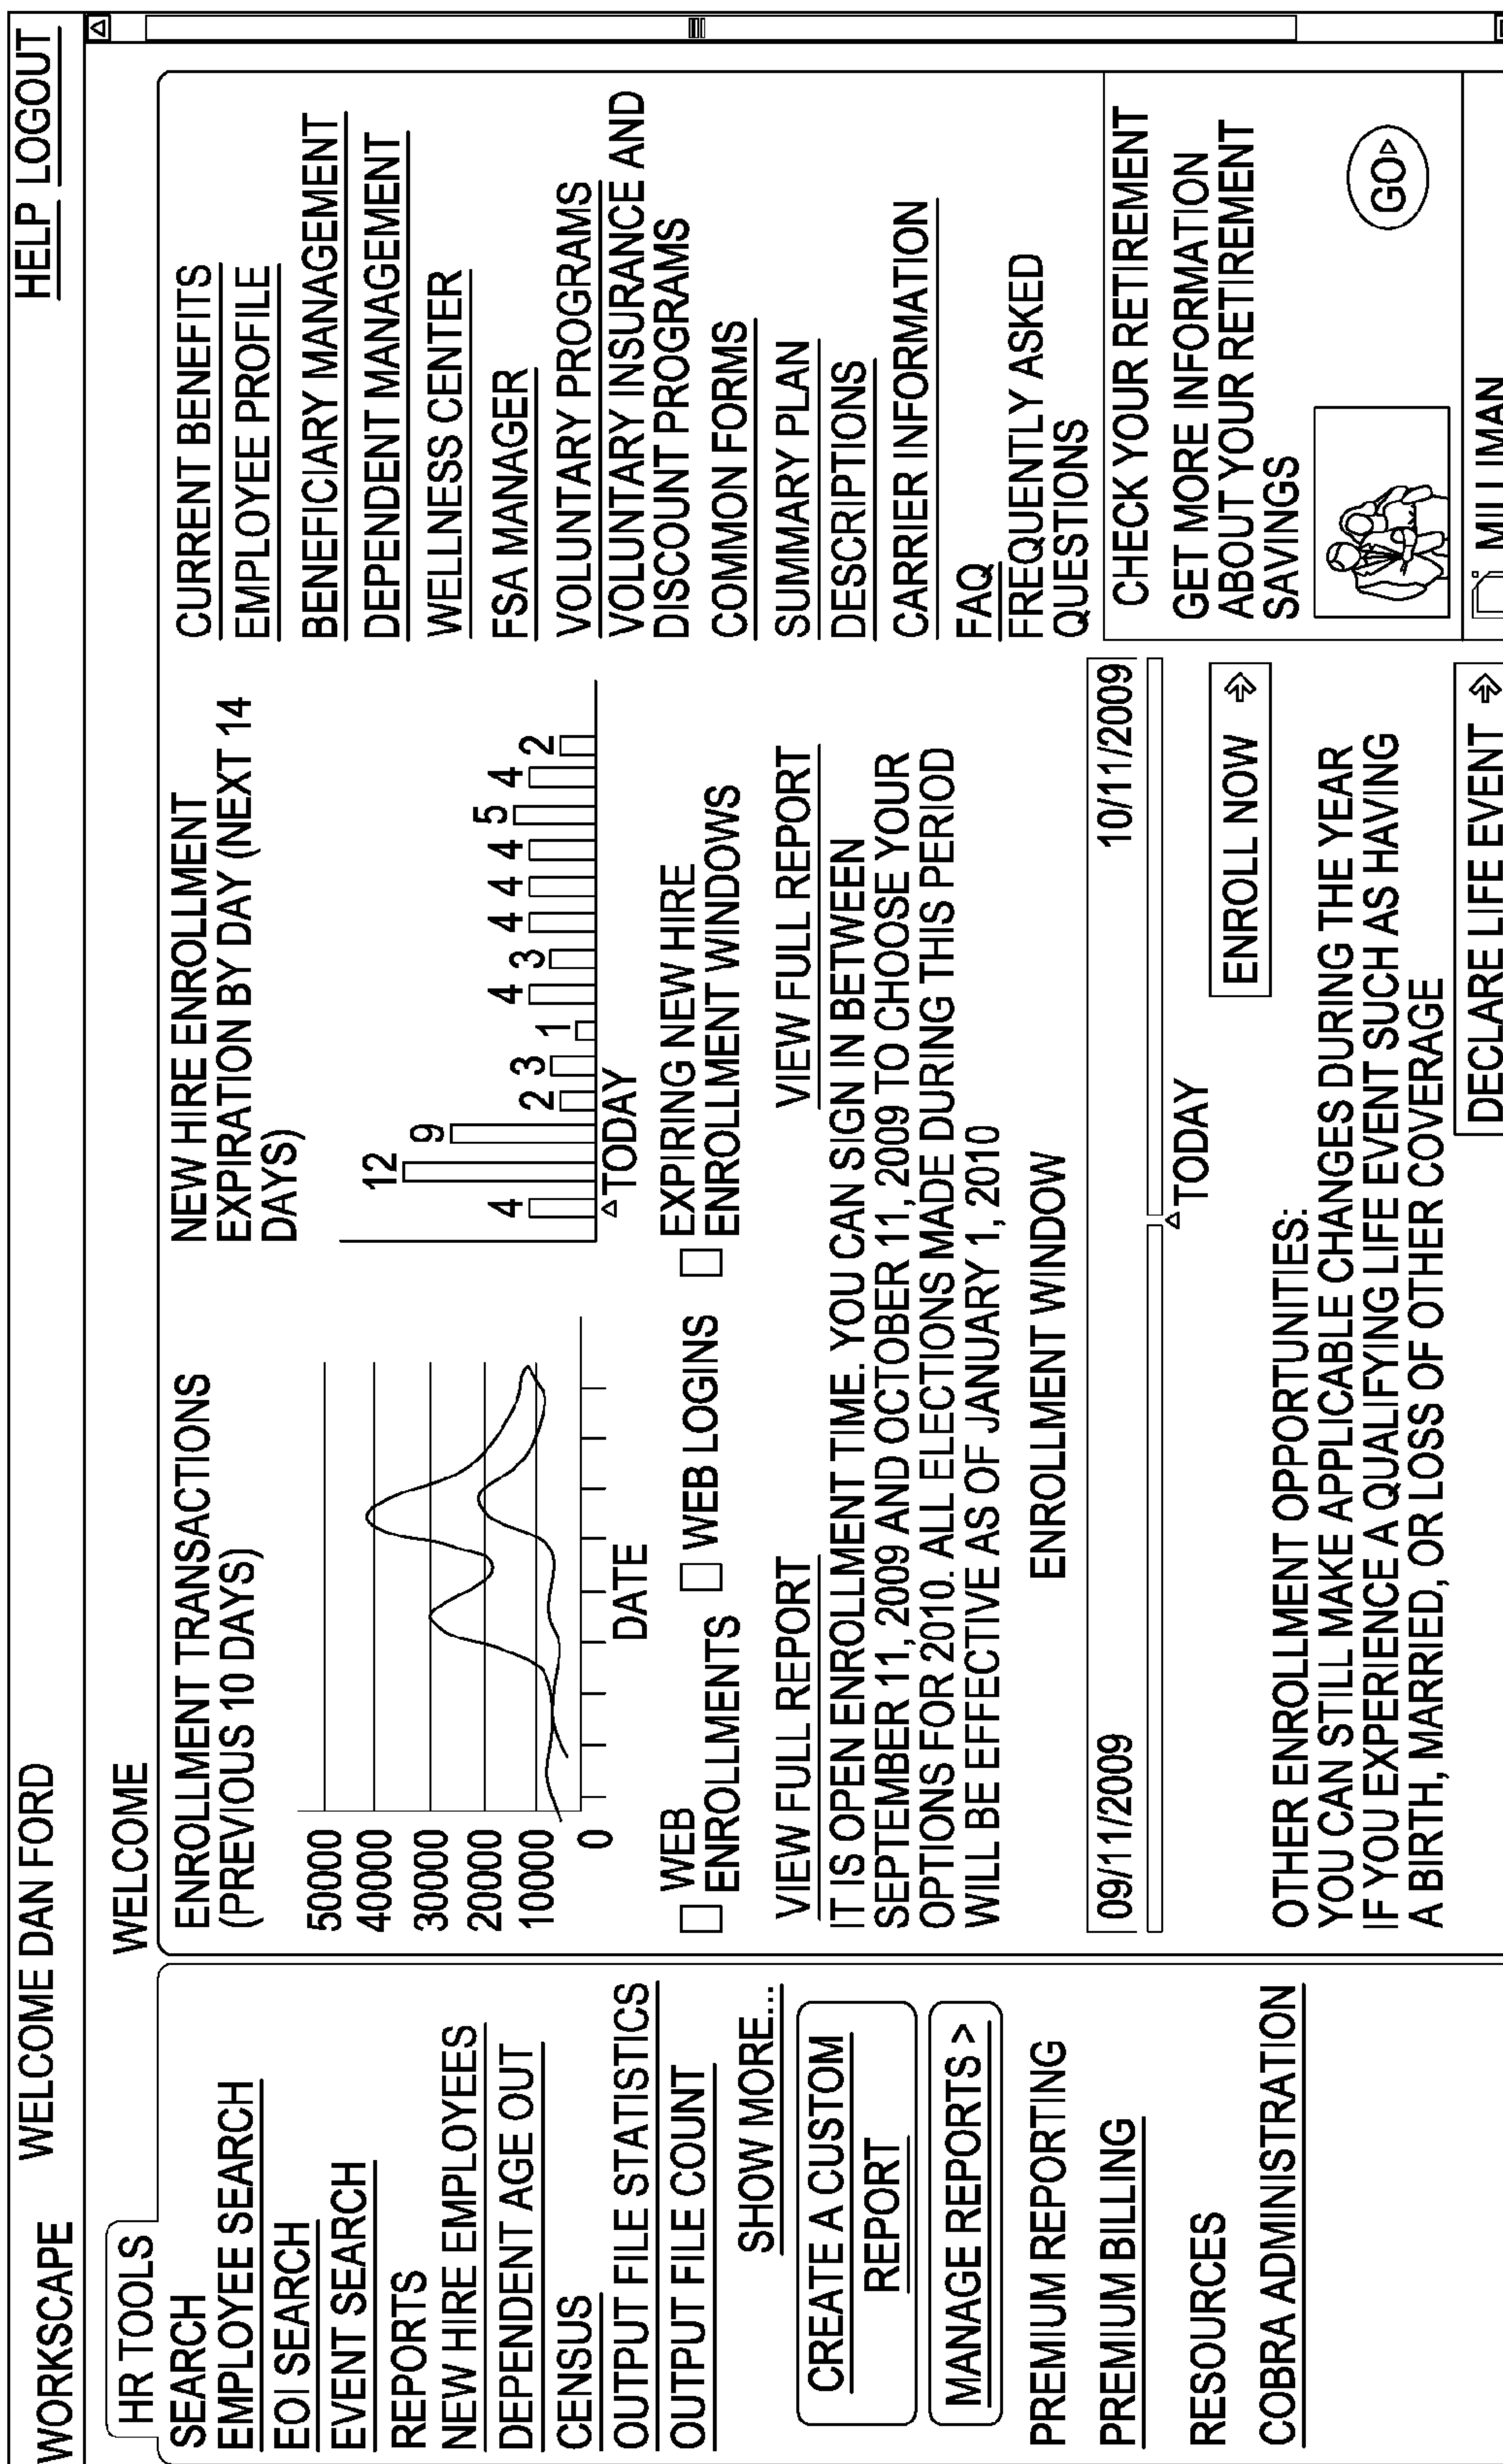 WORKSCAPE WELCOME DAN FORD HELP LOGOUT
HR TOOLS
SEARCH
EMPLOYEE SEARCH
EOI SEARCH
EVENT SEARCH
REPORTS
NEW HIRE EMPLOYEES
DEPENDENT AGE OUT
CENSUS
OUTPUT FILE STATISTICS
OUTPUT FILE COUNT
SHOW MORE...
CREATE A CUSTOM
REPORT
MANAGE REPORTS >
PREMIUM REPORTING
PREMIUM BILLING
RESOURCES
COBRA ADMINISTRATION
WELCOME
ENROLLMENT TRANSACTIONS
(PREVIOUS 10 DAYS)
50000
40000
30000
20000
10000
0
DATE
WEB
ENROLLMENTS
WEB LOGINS
VIEW FULL REPORT
NEW HIRE ENROLLMENT
EXPIRATION BY DAY (NEXT 14
DAYS)
4 12 9 2 3 1 4 3 4 4 4 5 4 2
TODAY
EXPIRING NEW HIRE
ENROLLMENT WINDOWS
VIEW FULL REPORT
IT IS OPEN ENROLLMENT TIME. YOU CAN SIGN IN BETWEEN
SEPTEMBER 11, 2009 AND OCTOBER 11, 2009 TO CHOOSE YOUR
OPTIONS FOR 2010. ALL ELECTIONS MADE DURING THIS PERIOD
WILL BE EFFECTIVE AS OF JANUARY 1, 2010
ENROLLMENT WINDOW
09/11/2009 10/11/2009
TODAY
ENROLL NOW
OTHER ENROLLMENT OPPORTUNITIES:
YOU CAN STILL MAKE APPLICABLE CHANGES DURING THE YEAR
IF YOU EXPERIENCE A QUALIFYING LIFE EVENT SUCH AS HAVING
A BIRTH, MARRIED, OR LOSS OF OTHER COVERAGE
DECLARE LIFE EVENT
CURRENT BENEFITS
EMPLOYEE PROFILE
BENEFICIARY MANAGEMENT
DEPENDENT MANAGEMENT
WELLNESS CENTER
FSA MANAGER
VOLUNTARY PROGRAMS
VOLUNTARY INSURANCE AND
DISCOUNT PROGRAMS
COMMON FORMS
SUMMARY PLAN
DESCRIPTIONS
CARRIER INFORMATION
FAQ
FREQUENTLY ASKED
QUESTIONS
CHECK YOUR RETIREMENT
GET MORE INFORMATION
ABOUT YOUR RETIREMENT
SAVINGS
GO
MILLIMAN